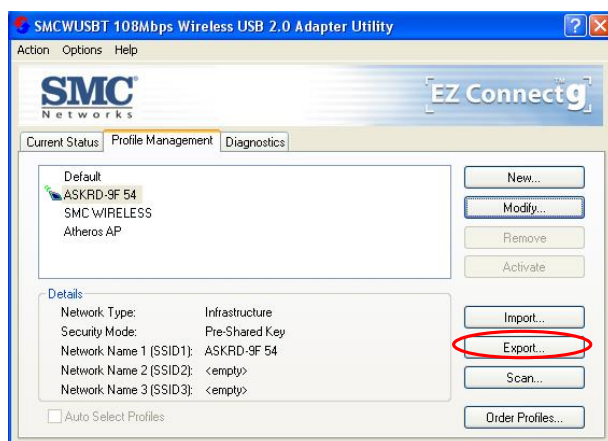 SMCWUSBT 108Mbps Wireless USB 2.0 Adapter Utility
Action Options Help
SMC®
Networks
EZ Connect™ g
Current Status Profile Management Diagnostics
Default
ASKRD-9F 54
SMC WIRELESS
Atheros AP
New...
Modify...
Remove
Activate
Details
Network Type: Infrastructure
Security Mode: Pre-Shared Key
Network Name 1 (SSID1): ASKRD-9F 54
Network Name 2 (SSID2): <empty>
Network Name 3 (SSID3): <empty>
Import...
Export...
Scan...
Auto Select Profiles
Order Profiles...